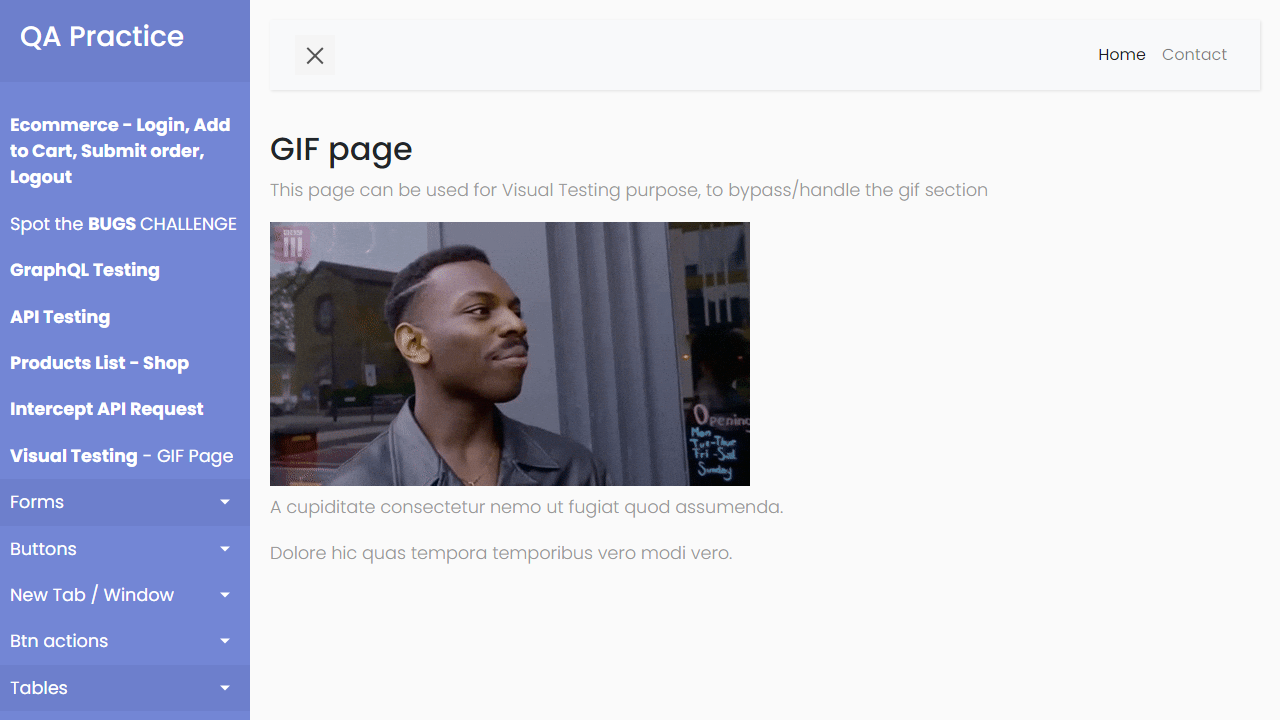 QA Practice
Home Contact
Ecommerce - Login, Add
to Cart, Submit order,
Logout
Spot the BUGS CHALLENGE
GraphQL Testing
API Testing
Products List - Shop
Intercept API Request
Visual Testing - GIF Page
Forms
Buttons
New Tab / Window
Btn actions
Tables
GIF page
This page can be used for Visual Testing purpose, to bypass/handle the gif section
Opening
Mon
Tue-Thur
Fri-Sat
Sunday
A cupiditate consectetur nemo ut fugiat quod assumenda.
Dolore hic quas tempora temporibus vero modi vero.